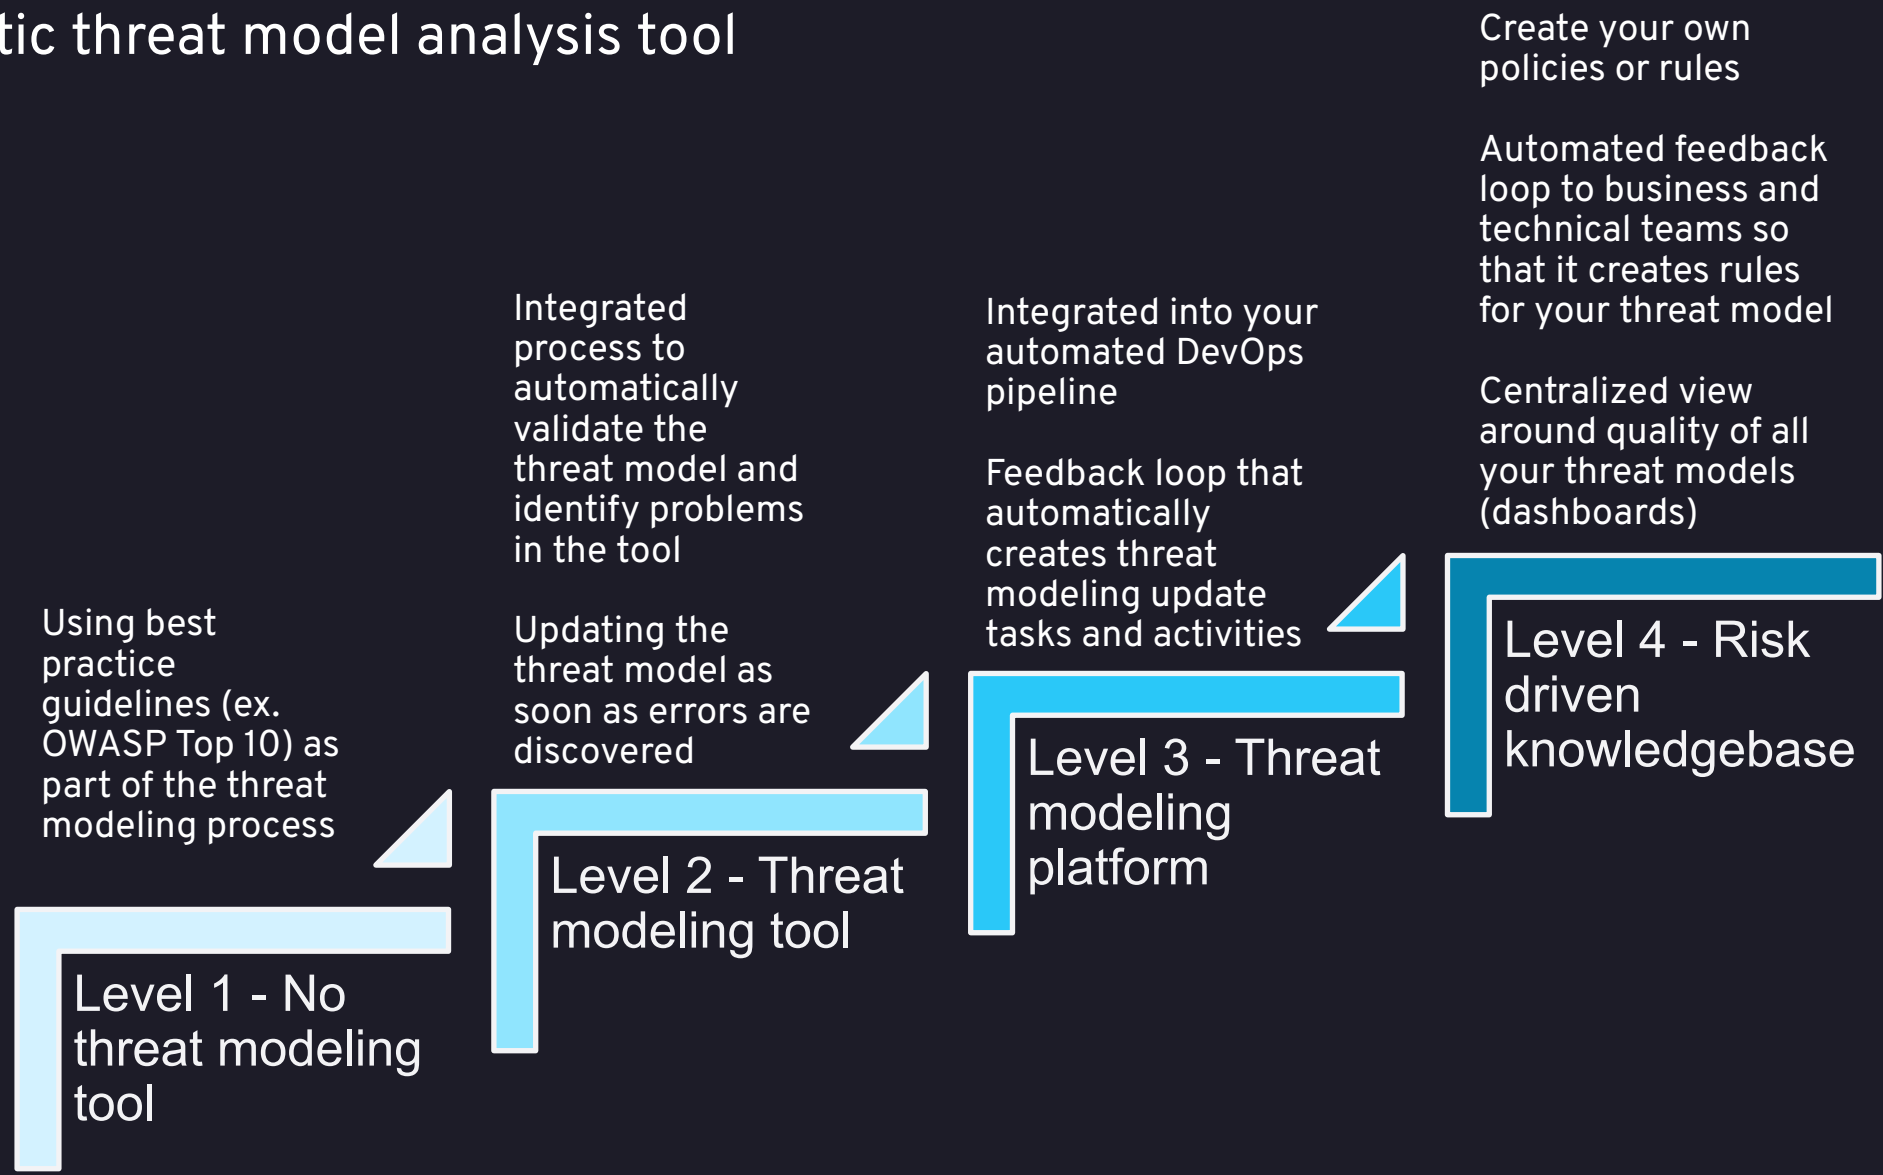 tic threat model analysis tool
Using best
practice
guidelines (ex.
OWASP Top 10) as
part of the threat
modeling process
Level 1 - No
threat modeling
tool
Integrated
process to
automatically
validate the
threat model and
identify problems
in the tool
Updating the
threat model as
soon as errors are
discovered
Level 2 - Threat
modeling tool
Integrated into your
automated DevOps
pipeline
Feedback loop that
automatically
creates threat
modeling update
tasks and activities
Level 3 - Threat
modeling
platform
Create your own
policies or rules
Automated feedback
loop to business and
technical teams so
that it creates rules
for your threat model
Centralized view
around quality of all
your threat models
(dashboards)
Level 4 - Risk
driven
knowledgebase